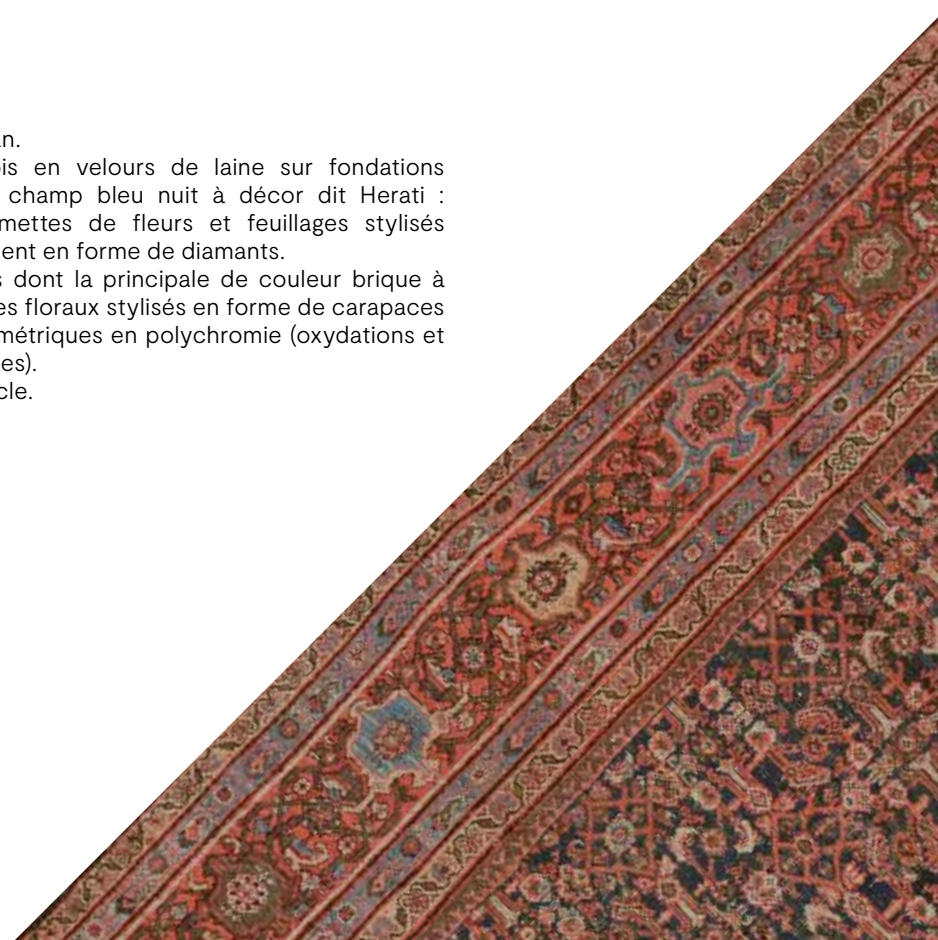 n.
is en velours de laine sur fondations
champ bleu nuit à décor dit Herati :
mettes de fleurs et feuillages stylisés
ent en forme de diamants.
s dont la principale de couleur brique à
es floraux stylisés en forme de carapaces
métriques en polychromie (oxydations et
es).
cle.